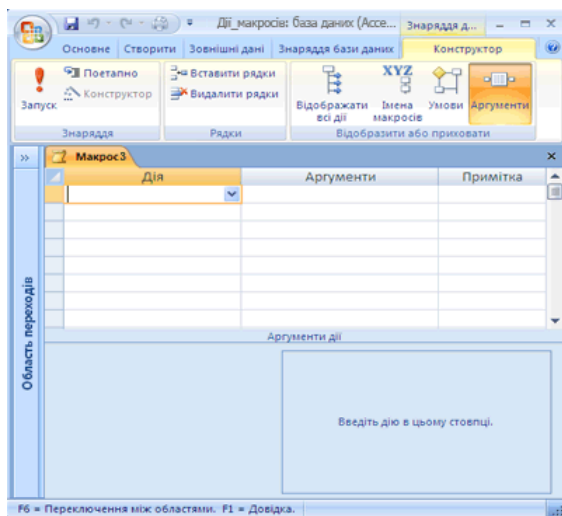 Дії_макросів: база даних (Acce... Знаряддя д...
Основне Створити Зовнішні дані Знаряддя бази даних Конструктор
Запуск
Поетапно
Конструктор
Знаряддя
Вставити рядки
Видалити рядки
Рядки
Відображати всі дії
XYZ
Імена макросів
Умови
Аргументи
Відобразити або приховати
Макрос3
Дія Аргументи Примітка
Область переходів
Аргументи дії
Введіть дію в цьому стовпці.
F6 = Переключення між областями. F1 = Довідка.